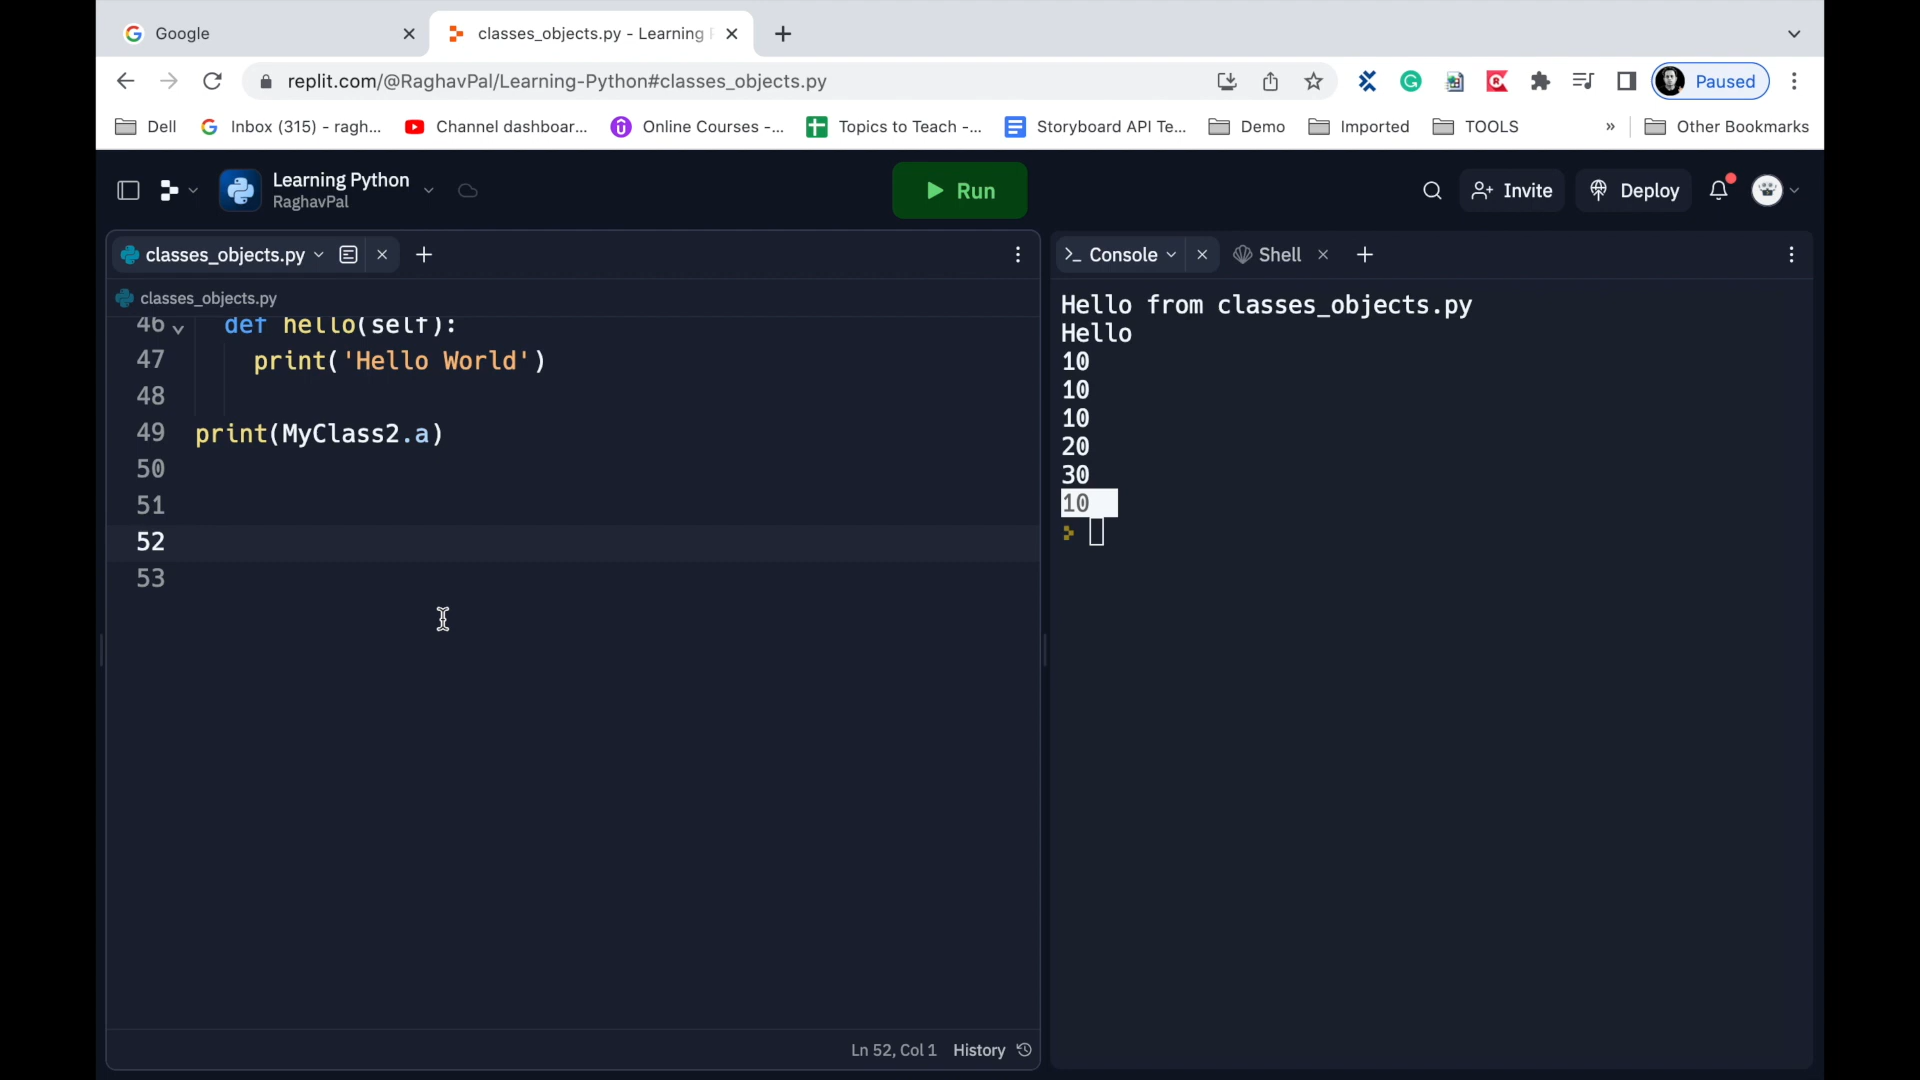 Google
classes_objects.py - Learning
replit.com/@RaghavPal/Learning-Python#classes_objects.py
Paused
Dell
Inbox (315) - ragh...
Channel dashboar...
Online Courses -...
Topics to Teach -...
Storyboard API Te...
Demo
Imported
TOOLS
»
Other Bookmarks
Learning Python
RaghavPal
Run
Invite
Deploy
classes_objects.py
classes_objects.py
46 def hello(self):
47 print('Hello World')
48
49 print(MyClass2.a)
50
51
52
53
Ln 52, Col 1 History
>_ Console
Shell
Hello from classes_objects.py
Hello
10
10
10
20
30
10